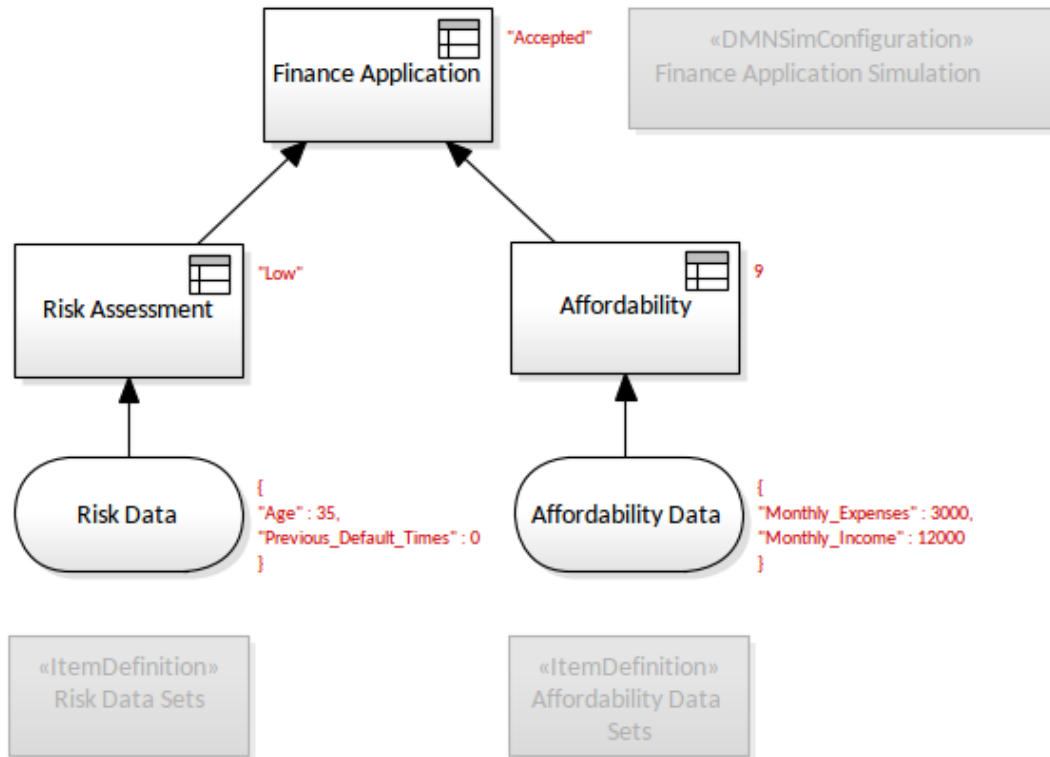 Finance Application
"Accepted"
«DMNSimConfiguration»
Finance Application Simulation
Risk Assessment
"Low"
Affordability
9
Risk Data
{
"Age" : 35,
"Previous_Default_Times" : 0
}
Affordability Data
{
"Monthly_Expenses" : 3000,
"Monthly_Income" : 12000
}
«ItemDefinition»
Risk Data Sets
«ItemDefinition»
Affordability Data
Sets